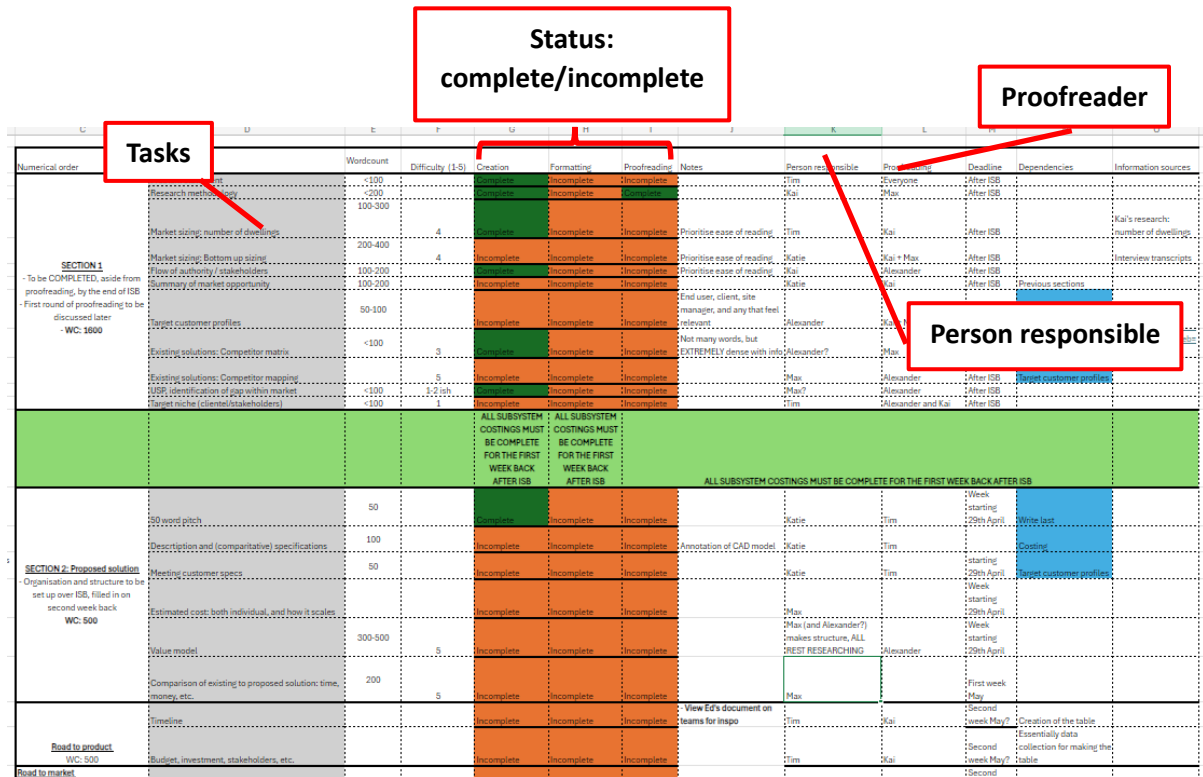 Status:
complete/incomplete
Proofreader
Tasks
Person responsible
C D E F G H I J K L M O
Numerical order Wordcount Difficulty (1-5) Creation Formatting Proofreading Notes Person responsible Deadline Dependencies Information sources
<100 Complete Incomplete Incomplete Tim Everyone After ISB
Research methodology <200 Complete Incomplete Complete Kai Max After ISB
Market sizing: number of dwellings 100-300 4 Complete Incomplete Incomplete Prioritise ease of reading Tim Kai After ISB Kai's research:
number of dwellings
Market sizing: Bottom up sizing 200-400 4 Incomplete Incomplete Incomplete Prioritise ease of reading Katie Kai + Max After ISB Interview transcripts
Flow of authority / stakeholders 100-200 Complete Incomplete Incomplete Prioritise ease of reading Kai Alexander After ISB
Summary of market opportunity 100-200 Incomplete Incomplete Incomplete Katie Kai After ISB Previous sections
SECTION 1
- To be COMPLETED, aside from
proofreading, by the end of ISB
- First round of proofreading to be
discussed later
- WC: 1600
Target customer profiles 50-100 Incomplete Incomplete Incomplete End user, client, site
manager, and any that feel
relevant Alexander
Existing solutions: Competitor matrix <100 3 Complete Incomplete Incomplete Not many words, but
EXTREMELY dense with info Alexander? Max
Existing solutions: Competitor mapping 5 Incomplete Incomplete Incomplete Max Alexander After ISB Target customer profiles
USP, identification of gap within market <100 1-2 ish Complete Incomplete Incomplete Max? Alexander After ISB
Target niche (clientel/stakeholders) <100 1 Incomplete Incomplete Incomplete Tim Alexander and Kai After ISB
ALL SUBSYSTEM
COSTINGS MUST
BE COMPLETE
FOR THE FIRST
WEEK BACK
AFTER ISB
ALL SUBSYSTEM
COSTINGS MUST
BE COMPLETE
FOR THE FIRST
WEEK BACK
AFTER ISB
ALL SUBSYSTEM COSTINGS MUST BE COMPLETE FOR THE FIRST WEEK BACK AFTER ISB
50 word pitch 50 Complete Incomplete Incomplete Katie Tim Week
starting
29th April Write last
Desctiption and (comparitative) specifications 100 Incomplete Incomplete Incomplete Annotation of CAD model Katie Tim Costing
SECTION 2: Proposed solution
- Organisation and structure to be
set up over ISB, filled in on
second week back
WC: 500
Meeting customer specs 50 Incomplete Incomplete Incomplete Katie Tim starting
29th April Target customer profiles
Estimated cost: both individual, and how it scales Incomplete Incomplete Incomplete Max Week
starting
29th April
Value model 300-500 5 Incomplete Incomplete Incomplete Max (and Alexander?)
makes structure, ALL
REST RESEARCHING Alexander Week
starting
29th April
Comparison of existing to proposed solution: time,
money, etc. 200 5 Incomplete Incomplete Incomplete Max First week
May
Timeline Incomplete Incomplete Incomplete - View Ed's document on
teams for inspo Tim Kai Second
week May? Creation of the table
Road to product
WC: 500
Budget, investment, stakeholders, etc. Incomplete Incomplete Incomplete Tim Kai Second
week May? Essentially data
collection for making the
table
Road to market Second